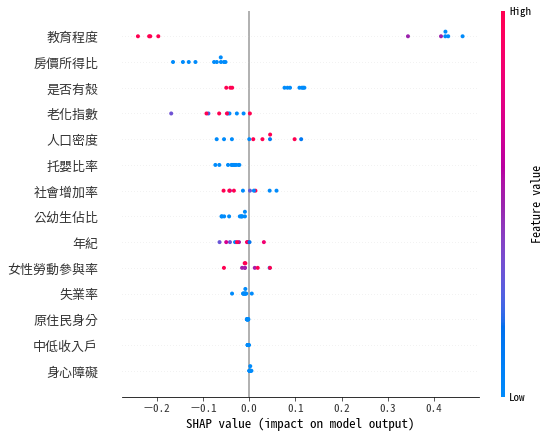 High
教育程度
房價所得比
是否有殼
老化指數
人口密度
托嬰比率
社會增加率
公幼生佔比
年紀
女性勞動參與率
失業率
原住民身分
中低收入戶
身心障礙
Feature value
Low
−0.2 −0.1 0.0 0.1 0.2 0.3 0.4
SHAP value (impact on model output)